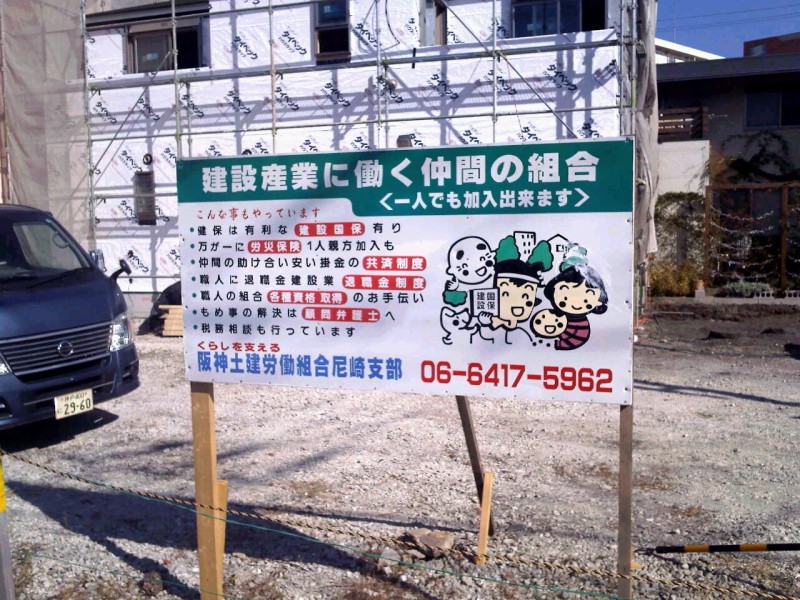 建設産業に働く仲間の組合
＜一人でも加入出来ます＞
こんな事もやっています
・健保は有利な 建設国保 有り
・万が一に 労災保険 1人親方加入も
・仲間の助け合い安い掛金の 共済制度
・職人に退職金建設業 退職金制度
・職人の組合 各種資格取得 のお手伝い
・もめ事の解決は 顧問弁護士 へ
・税務相談も行っています
くらしを支える
阪神土建労働組合尼崎支部 06-6417-5962
建設
国保
29-60
タイベック